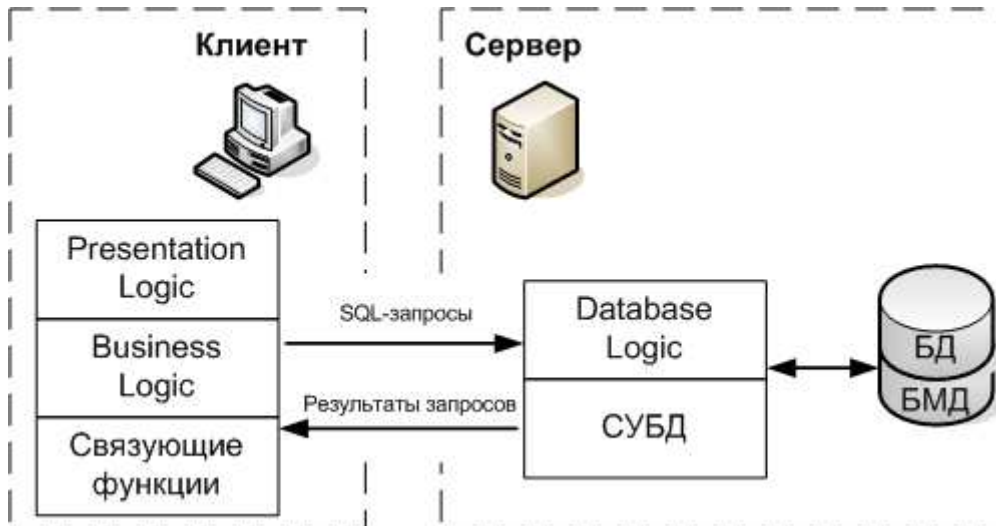 Клиент
Сервер
Presentation
Logic
Business
Logic
Связующие
функции
SQL-запросы
Результаты запросов
Database
Logic
СУБД
БД
БМД